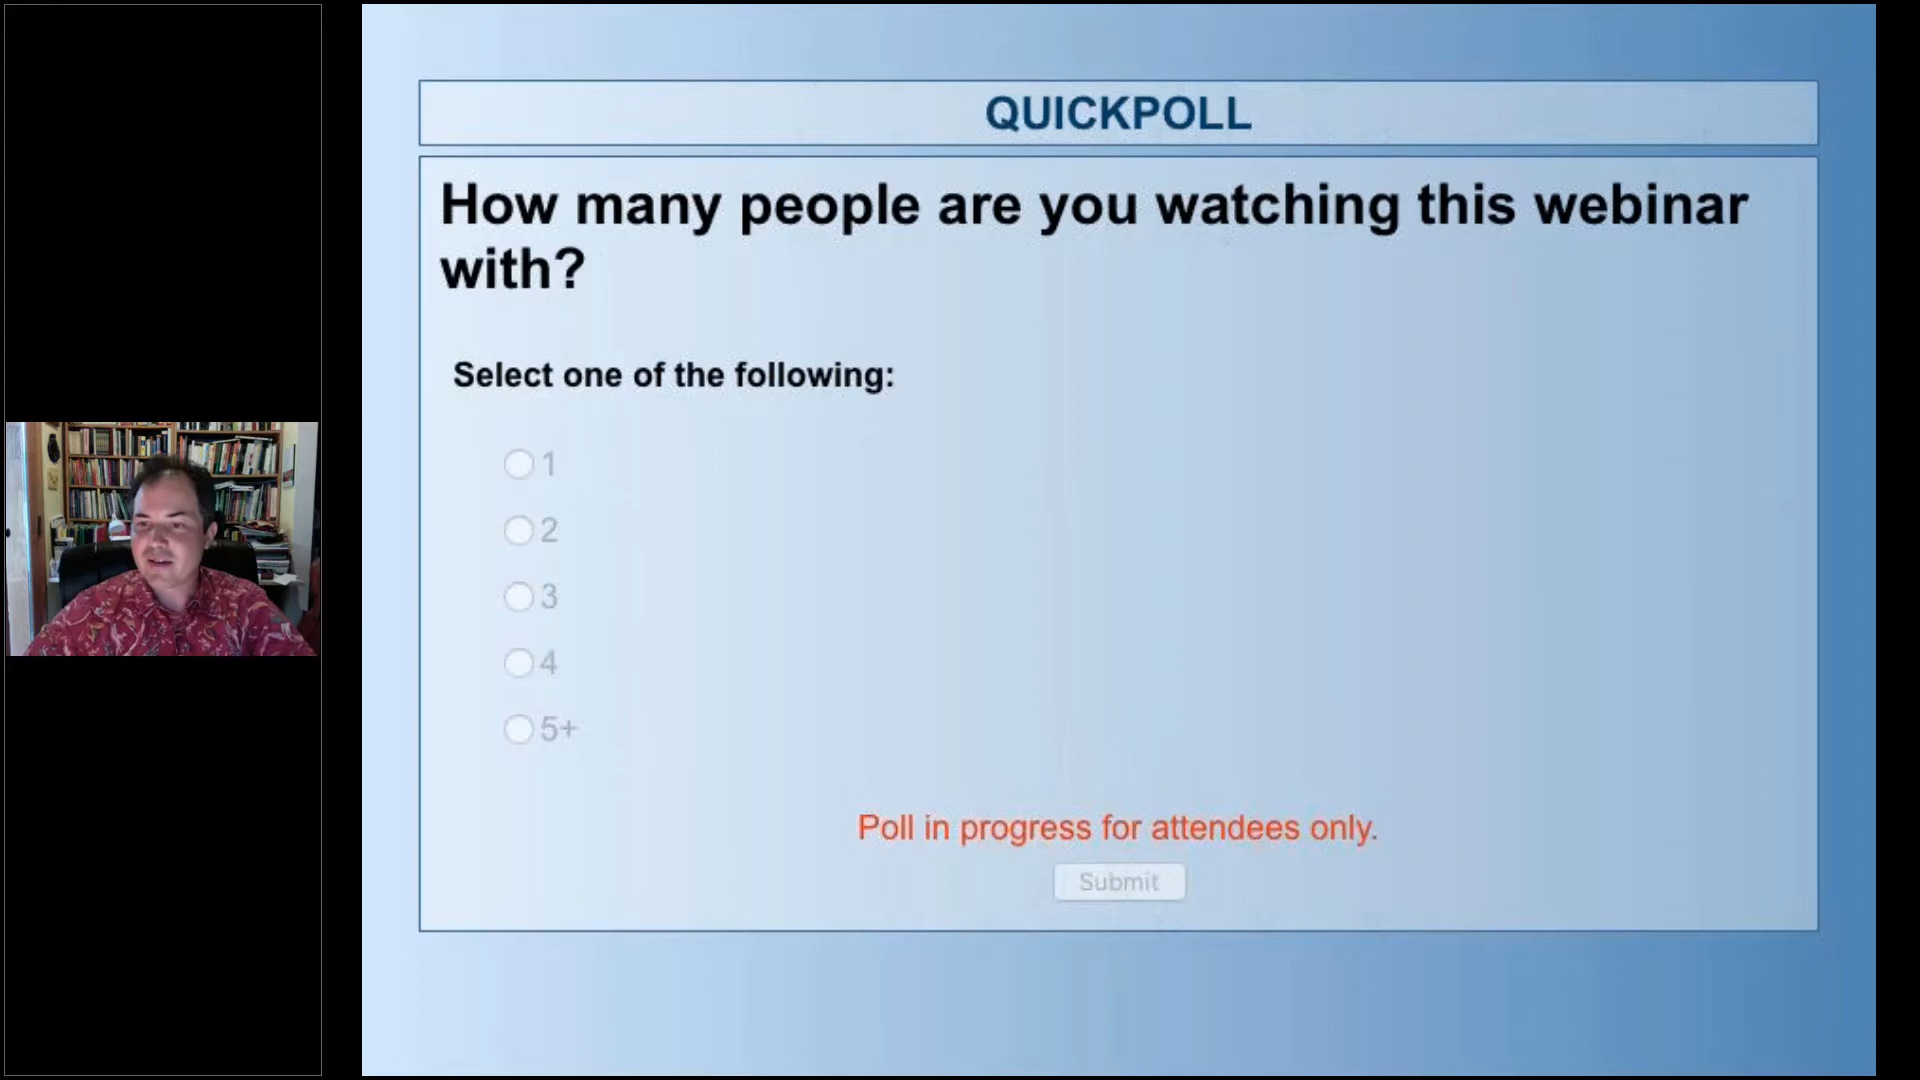 QUICKPOLL
How many people are you watching this webinar
with?
Select one of the following:
1
2
3
4
5+
Poll in progress for attendees only.
Submit